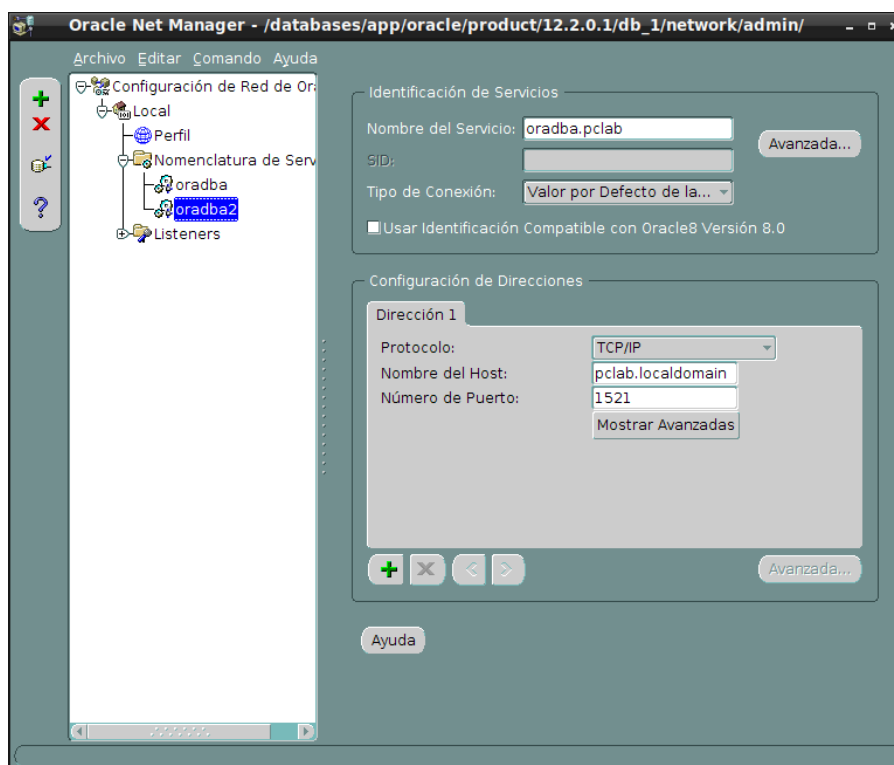 Oracle Net Manager - /databases/app/oracle/product/12.2.0.1/db_1/network/admin/
Archivo Editar Comando Ayuda
Configuración de Red de Or
Local
Perfil
Nomenclatura de Serv
oradba
oradba2
Listeners
Identificación de Servicios
Nombre del Servicio: oradba.pclab
Avanzada...
SID:
Tipo de Conexión: Valor por Defecto de la...
Usar Identificación Compatible con Oracle8 Versión 8.0
Configuración de Direcciones
Dirección 1
Protocolo: TCP/IP
Nombre del Host: pclab.localdomain
Número de Puerto: 1521
Mostrar Avanzadas
Avanzada...
Ayuda